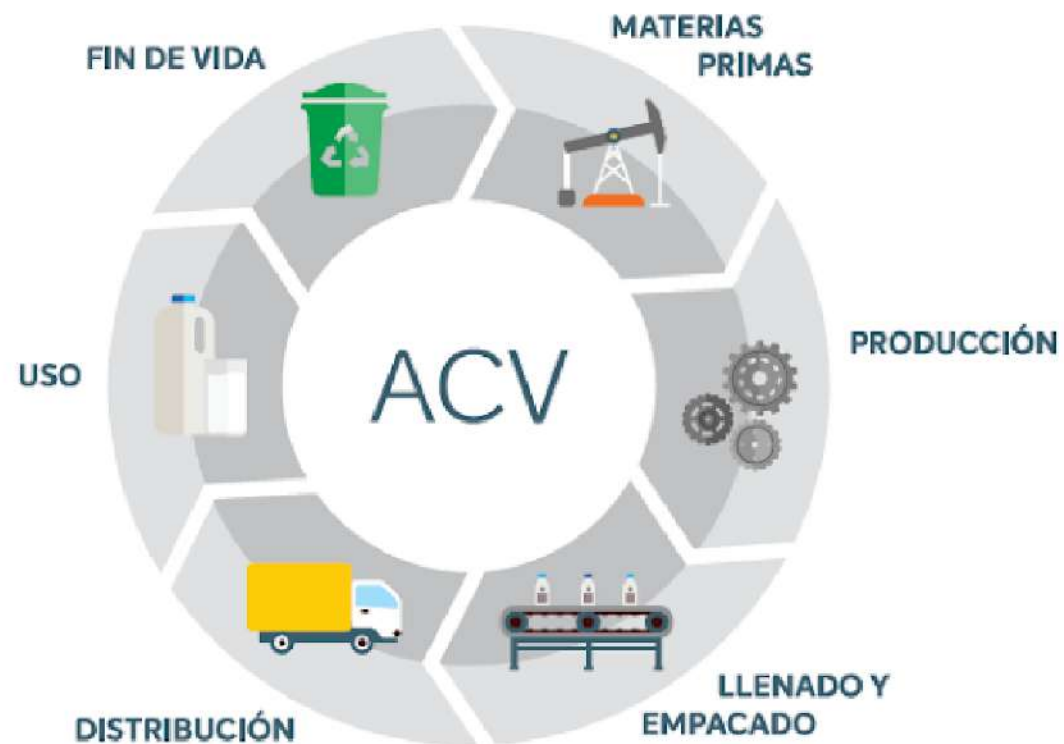 FIN DE VIDA
MATERIAS
PRIMAS
PRODUCCIÓN
USO
ACV
LLENADO Y
EMPACADO
DISTRIBUCIÓN